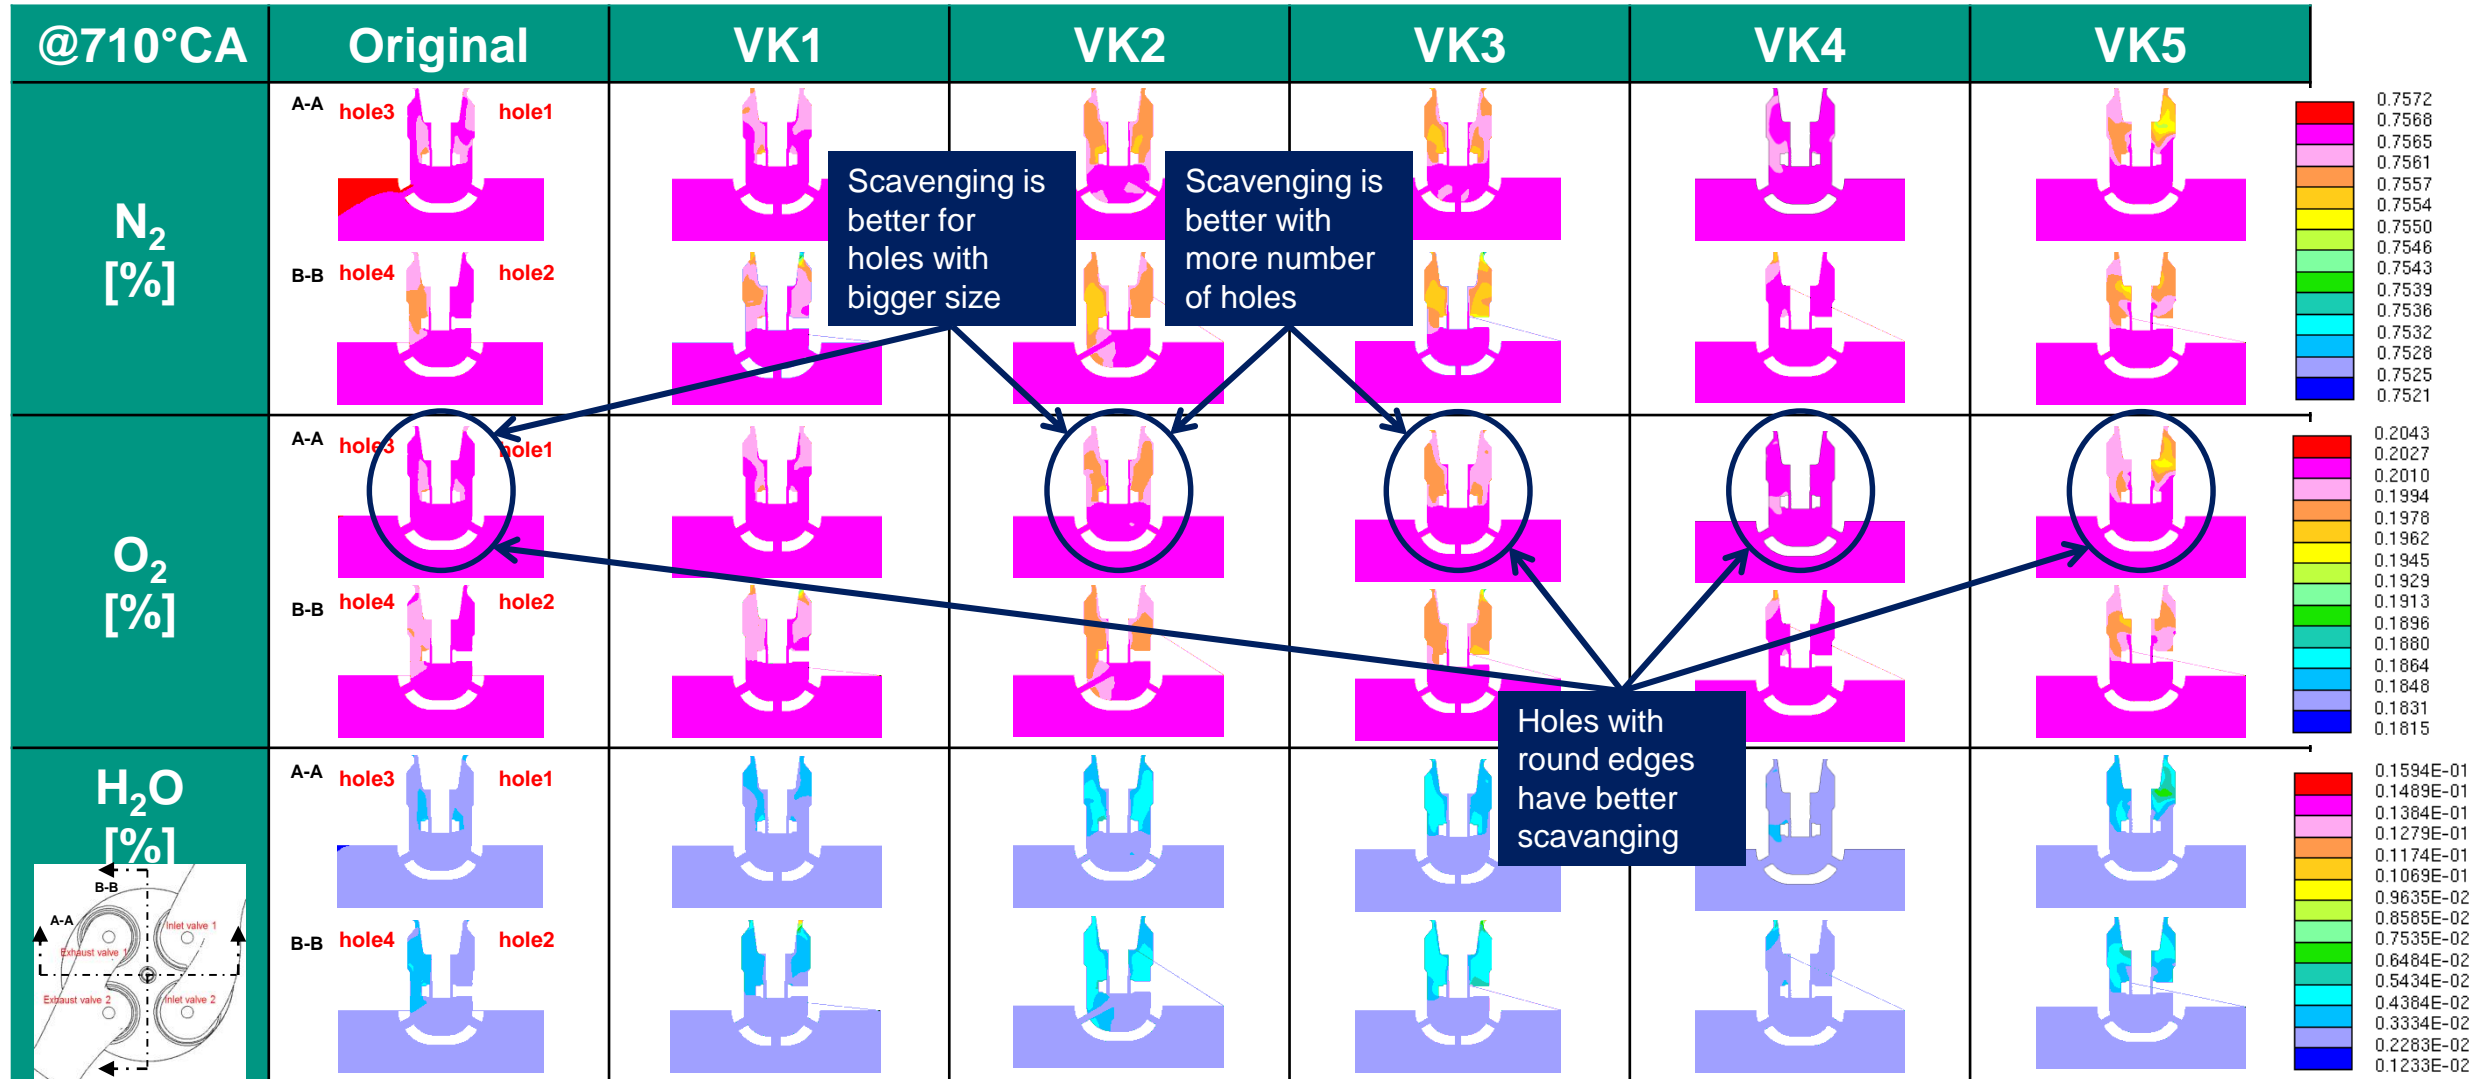 @710°CA Original VK1 VK2 VK3 VK4 VK5
N2
[%]
A-A hole3 hole1
B-B hole4 hole2
Scavenging is
better for
holes with
bigger size
Scavenging is
better with
more number
of holes
0.7572
0.7568
0.7565
0.7561
0.7557
0.7554
0.7550
0.7546
0.7543
0.7539
0.7536
0.7532
0.7528
0.7525
0.7521
O2
[%]
A-A hole3 hole1
B-B hole4 hole2
0.2043
0.2027
0.2010
0.1994
0.1978
0.1962
0.1945
0.1929
0.1913
0.1896
0.1880
0.1864
0.1848
0.1831
0.1815
Holes with
round edges
have better
scavanging
H2O
[%]
A-A hole3 hole1
B-B hole4 hole2
0.1594E-01
0.1489E-01
0.1384E-01
0.1279E-01
0.1174E-01
0.1069E-01
0.9635E-02
0.8585E-02
0.7535E-02
0.6484E-02
0.5434E-02
0.4384E-02
0.3334E-02
0.2283E-02
0.1233E-02
B-B
A-A
Inlet valve 1
Exhaust valve 1
Exhaust valve 2
Inlet valve 2